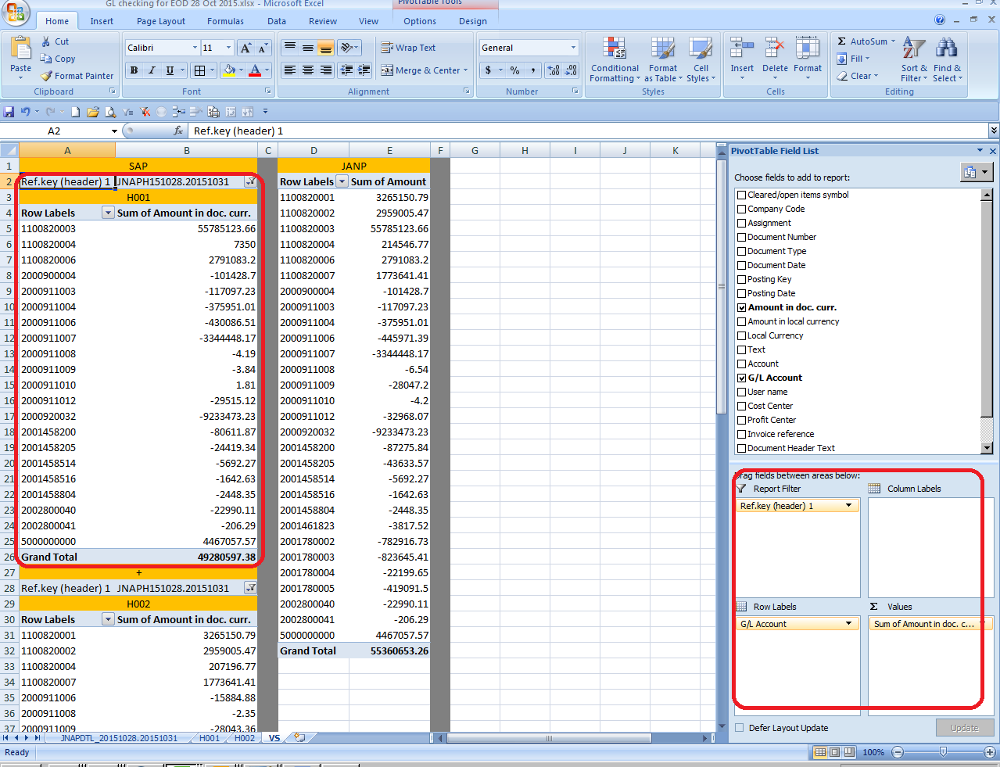 GL checking for EOD 28 Oct 2015.xlsx - Microsoft Excel
PivotTable Tools
Home Insert Page Layout Formulas Data Review View Options Design
Paste
Cut
Copy
Format Painter
Clipboard
Calibri 11
B I U
Font
Wrap Text
Merge & Center
Alignment
General
$ % ,
Number
Conditional Formatting
Format as Table
Cell Styles
Styles
Insert Delete Format
Cells
Σ AutoSum
Fill
Clear
Sort & Filter
Find & Select
Editing
A2 fx Ref.key (header) 1
A B C D E F G H I J K
1 SAP JANP
2 Ref.key (header) 1 JNAPH151028.20151031 Row Labels Sum of Amount
3 H001 1100820001 3265150.79
4 Row Labels Sum of Amount in doc. curr. 1100820002 2959005.47
5 1100820003 55785123.66 1100820003 55785123.66
6 1100820004 7350 1100820004 214546.77
7 1100820006 2791083.2 1100820006 2791083.2
8 2000900004 -101428.7 1100820007 1773641.41
9 2000911003 -117097.23 2000900004 -101428.7
10 2000911004 -375951.01 2000911003 -117097.23
11 2000911006 -430086.51 2000911004 -375951.01
12 2000911007 -3344448.17 2000911006 -445971.39
13 2000911008 -4.19 2000911007 -3344448.17
14 2000911009 -3.84 2000911008 -6.54
15 2000911010 1.81 2000911009 -28047.2
16 2000911012 -29515.12 2000911010 -4.2
17 2000920032 -9233473.23 2000911012 -32968.07
18 2001458200 -80611.87 2000920032 -9233473.23
19 2001458205 -24419.34 2001458200 -87275.84
20 2001458514 -5692.27 2001458205 -43633.57
21 2001458516 -1642.63 2001458514 -5692.27
22 2001458804 -2448.35 2001458516 -1642.63
23 2002800040 -22990.11 2001458804 -2448.35
24 2002800041 -206.29 2001461823 -3817.52
25 5000000000 4467057.57 2001780002 -782916.73
26 Grand Total 49280597.38 2001780003 -823645.41
27 + 2001780004 -22199.65
28 Ref.key (header) 1 JNAPH151028.20151031 2001780005 -419091.5
29 H002 2002800040 -22990.11
30 Row Labels Sum of Amount in doc. curr. 2002800041 -206.29
31 1100820001 3265150.79 5000000000 4467057.57
32 1100820002 2959005.47 Grand Total 55360653.26
33 1100820004 207196.77
34 1100820007 1773641.41
35 2000911006 -15884.88
36 2000911008 -2.35
37 2000911009 -28043.36
JNAPDTL_20151028.20151031 H001 H002 VS
Ready 100%
PivotTable Field List
Choose fields to add to report:
Cleared/open items symbol
Company Code
Assignment
Document Number
Document Type
Document Date
Posting Key
Posting Date
Amount in doc. curr.
Amount in local currency
Local Currency
Text
Account
G/L Account
User name
Cost Center
Profit Center
Invoice reference
Document Header Text
Drag fields between areas below:
Report Filter Column Labels
Ref.key (header) 1
Row Labels Σ Values
G/L Account Sum of Amount in doc. c...
Defer Layout Update Update